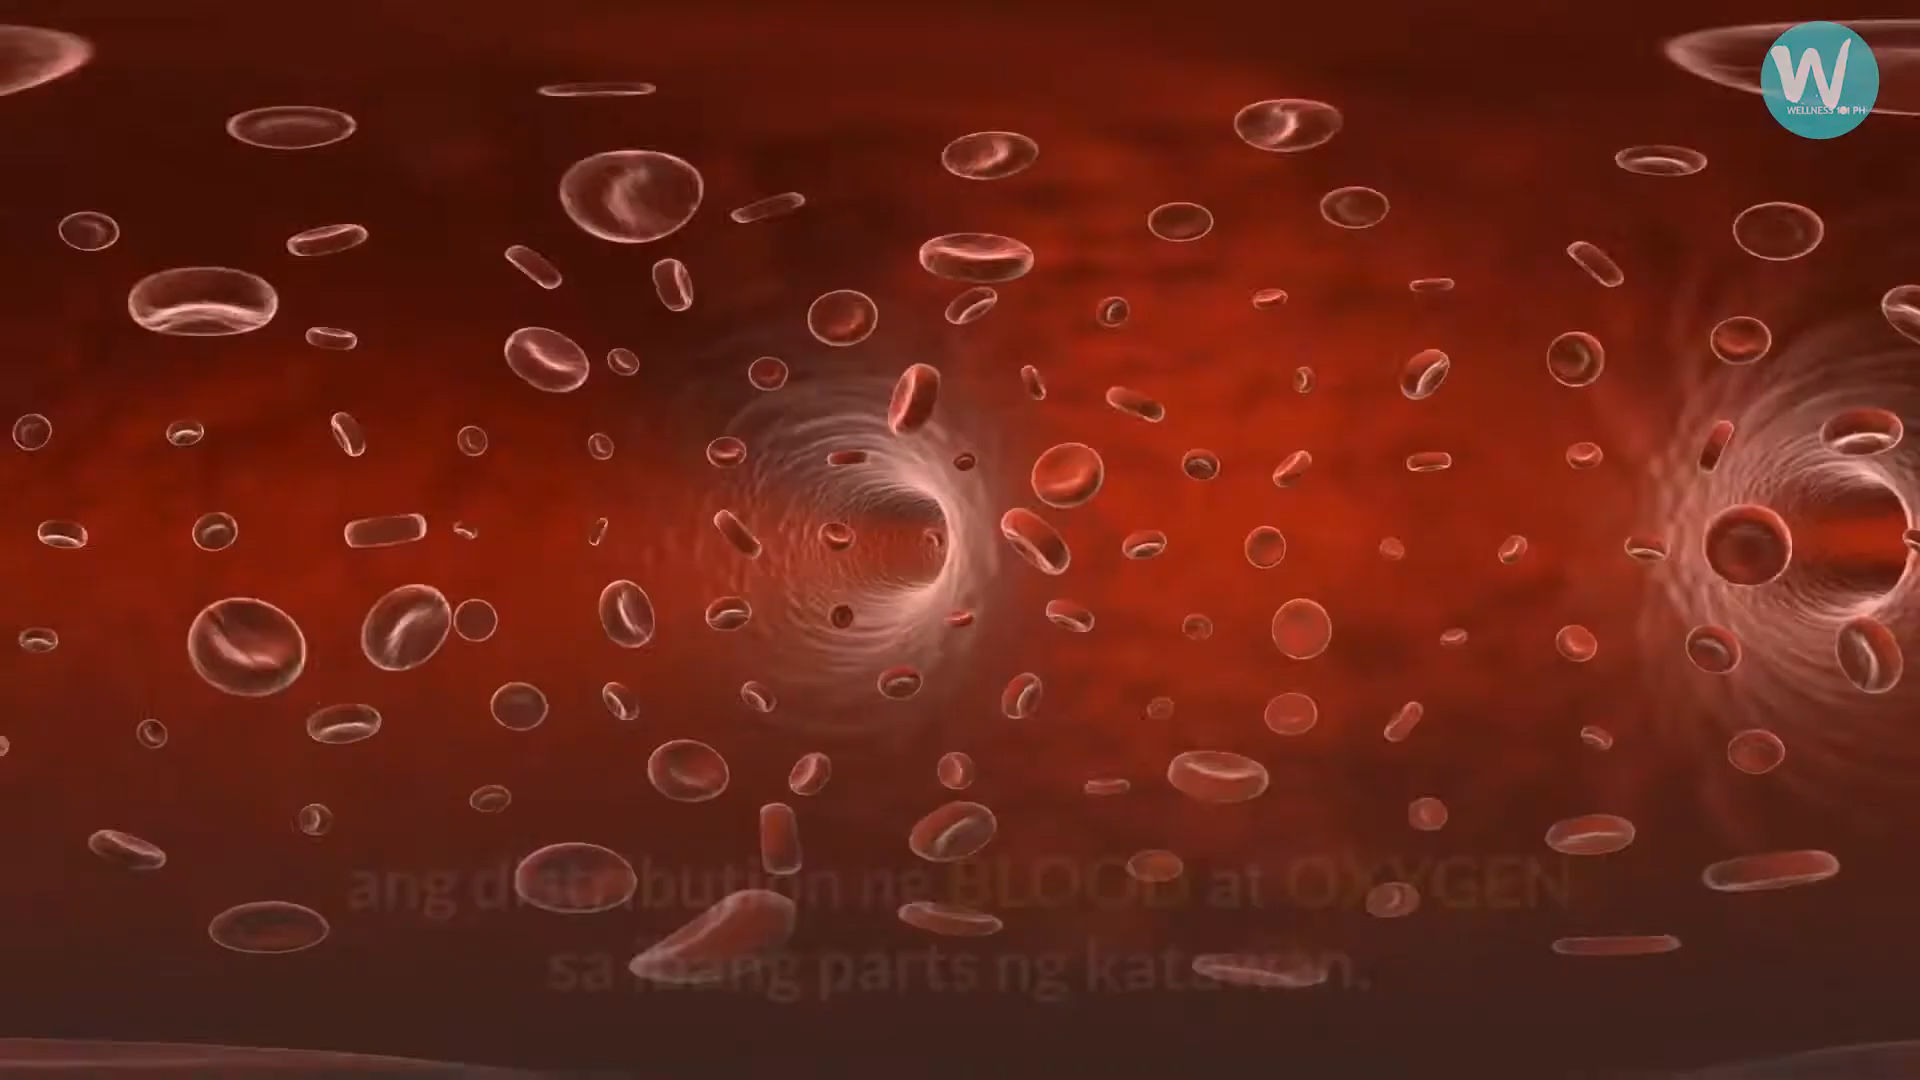 W
WELLNESS 101 PH
ang distribution ng BLOOD at OXYGEN
sa ibang parts ng katawan.